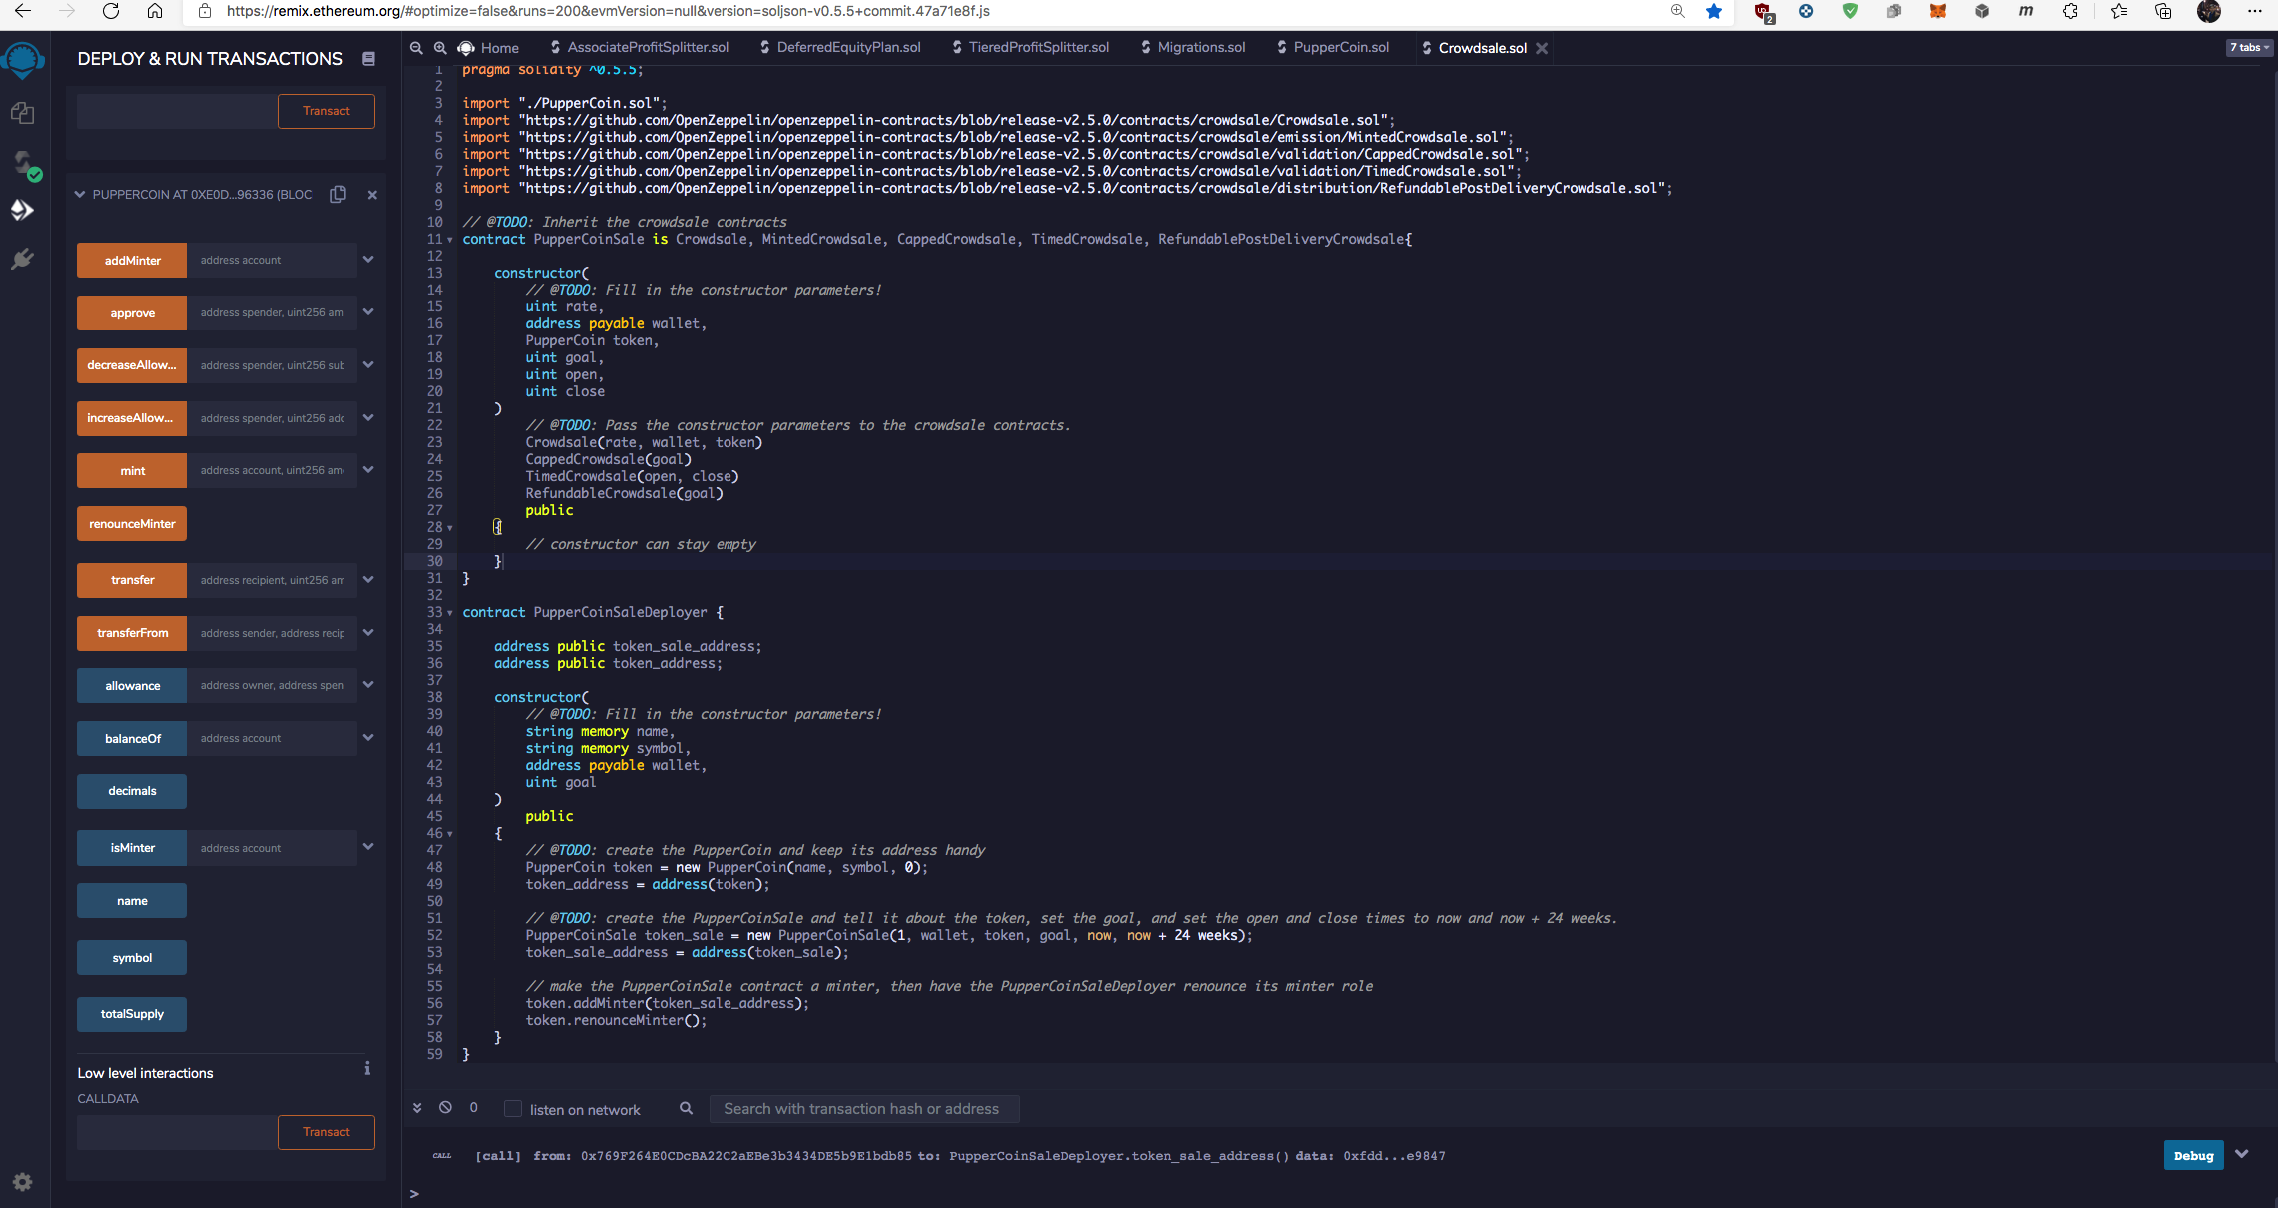 https://remix.ethereum.org/#optimize=false&runs=200&evmVersion=null&version=soljson-v0.5.5+commit.47a71e8f.js
2
m
DEPLOY & RUN TRANSACTIONS
Transact
PUPPERCOIN AT 0XE0D...96336 (BLOC
addMinter address account
approve address spender, uint256 am
decreaseAllow... address spender, uint256 sut
increaseAllow... address spender, uint256 adc
mint address account, uint256 am
renounceMinter
transfer address recipient, uint256 am
transferFrom address sender, address recip
allowance address owner, address spen
balanceOf address account
decimals
isMinter address account
name
symbol
totalSupply
Low level interactions
CALLDATA
Transact
Home AssociateProfitSplitter.sol DeferredEquityPlan.sol TieredProfitSplitter.sol Migrations.sol PupperCoin.sol Crowdsale.sol 7 tabs
1 pragma solidity ^0.5.5;
2
3 import "./PupperCoin.sol";
4 import "https://github.com/OpenZeppelin/openzeppelin-contracts/blob/release-v2.5.0/contracts/crowdsale/Crowdsale.sol";
5 import "https://github.com/OpenZeppelin/openzeppelin-contracts/blob/release-v2.5.0/contracts/crowdsale/emission/MintedCrowdsale.sol";
6 import "https://github.com/OpenZeppelin/openzeppelin-contracts/blob/release-v2.5.0/contracts/crowdsale/validation/CappedCrowdsale.sol";
7 import "https://github.com/OpenZeppelin/openzeppelin-contracts/blob/release-v2.5.0/contracts/crowdsale/validation/TimedCrowdsale.sol";
8 import "https://github.com/OpenZeppelin/openzeppelin-contracts/blob/release-v2.5.0/contracts/crowdsale/distribution/RefundablePostDeliveryCrowdsale.sol";
9
10 // @TODO: Inherit the crowdsale contracts
11 contract PupperCoinSale is Crowdsale, MintedCrowdsale, CappedCrowdsale, TimedCrowdsale, RefundablePostDeliveryCrowdsale{
12
13 constructor(
14 // @TODO: Fill in the constructor parameters!
15 uint rate,
16 address payable wallet,
17 PupperCoin token,
18 uint goal,
19 uint open,
20 uint close
21 )
22 // @TODO: Pass the constructor parameters to the crowdsale contracts.
23 Crowdsale(rate, wallet, token)
24 CappedCrowdsale(goal)
25 TimedCrowdsale(open, close)
26 RefundableCrowdsale(goal)
27 public
28 {
29 // constructor can stay empty
30 }
31 }
32
33 contract PupperCoinSaleDeployer {
34
35 address public token_sale_address;
36 address public token_address;
37
38 constructor(
39 // @TODO: Fill in the constructor parameters!
40 string memory name,
41 string memory symbol,
42 address payable wallet,
43 uint goal
44 )
45 public
46 {
47 // @TODO: create the PupperCoin and keep its address handy
48 PupperCoin token = new PupperCoin(name, symbol, 0);
49 token_address = address(token);
50
51 // @TODO: create the PupperCoinSale and tell it about the token, set the goal, and set the open and close times to now and now + 24 weeks.
52 PupperCoinSale token_sale = new PupperCoinSale(1, wallet, token, goal, now, now + 24 weeks);
53 token_sale_address = address(token_sale);
54
55 // make the PupperCoinSale contract a minter, then have the PupperCoinSaleDeployer renounce its minter role
56 token.addMinter(token_sale_address);
57 token.renounceMinter();
58 }
59 }
0 listen on network Search with transaction hash or address
CALL [call] from: 0x769F264E0CDcBA22C2aEBe3b3434DE5b9E1bdb85 to: PupperCoinSaleDeployer.token_sale_address() data: 0xfdd...e9847 Debug
>